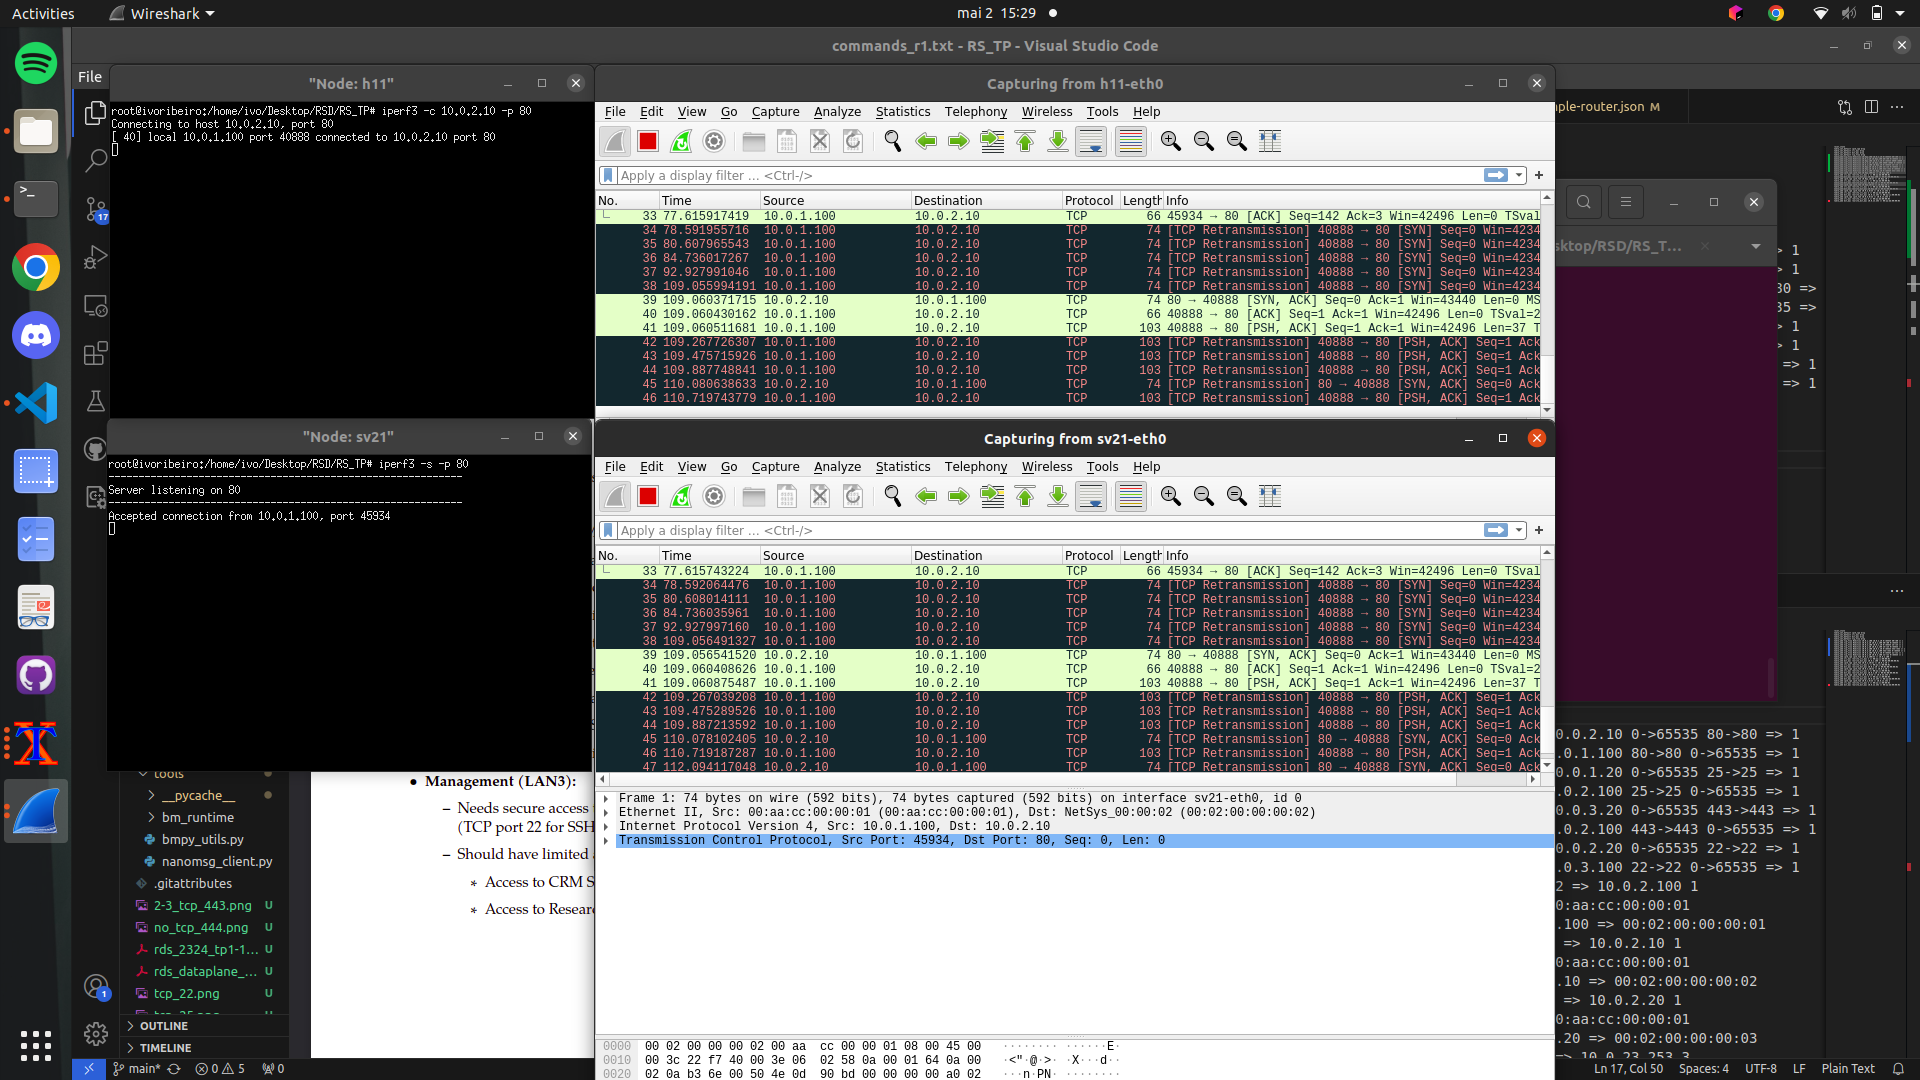 Activities
Wireshark
mai 2 15:29
commands_r1.txt - RS_TP - Visual Studio Code
File
"Node: h11"
root@ivoribeiro:/home/ivo/Desktop/RSD/RS_TP# iperf3 -c 10.0.2.10 -p 80
Connecting to host 10.0.2.10, port 80
[ 40] local 10.0.1.100 port 40888 connected to 10.0.2.10 port 80
Capturing from h11-eth0
File Edit View Go Capture Analyze Statistics Telephony Wireless Tools Help
Apply a display filter ... <Ctrl-/>
No. Time Source Destination Protocol Length Info
33 77.615917419 10.0.1.100 10.0.2.10 TCP 66 45934 → 80 [ACK] Seq=142 Ack=3 Win=42496 Len=0 TSval
34 78.591955716 10.0.1.100 10.0.2.10 TCP 74 [TCP Retransmission] 40888 → 80 [SYN] Seq=0 Win=4234
35 80.607965543 10.0.1.100 10.0.2.10 TCP 74 [TCP Retransmission] 40888 → 80 [SYN] Seq=0 Win=4234
36 84.736017267 10.0.1.100 10.0.2.10 TCP 74 [TCP Retransmission] 40888 → 80 [SYN] Seq=0 Win=4234
37 92.927991046 10.0.1.100 10.0.2.10 TCP 74 [TCP Retransmission] 40888 → 80 [SYN] Seq=0 Win=4234
38 109.055994191 10.0.1.100 10.0.2.10 TCP 74 [TCP Retransmission] 40888 → 80 [SYN] Seq=0 Win=4234
39 109.060371715 10.0.2.10 10.0.1.100 TCP 74 80 → 40888 [SYN, ACK] Seq=0 Ack=1 Win=43440 Len=0 MS
40 109.060430162 10.0.1.100 10.0.2.10 TCP 66 40888 → 80 [ACK] Seq=1 Ack=1 Win=42496 Len=0 TSval=2
41 109.060511681 10.0.1.100 10.0.2.10 TCP 103 40888 → 80 [PSH, ACK] Seq=1 Ack=1 Win=42496 Len=37 T
42 109.267726307 10.0.1.100 10.0.2.10 TCP 103 [TCP Retransmission] 40888 → 80 [PSH, ACK] Seq=1 Ack
43 109.475715926 10.0.1.100 10.0.2.10 TCP 103 [TCP Retransmission] 40888 → 80 [PSH, ACK] Seq=1 Ack
44 109.887748841 10.0.1.100 10.0.2.10 TCP 103 [TCP Retransmission] 40888 → 80 [PSH, ACK] Seq=1 Ack
45 110.080638633 10.0.2.10 10.0.1.100 TCP 74 [TCP Retransmission] 80 → 40888 [SYN, ACK] Seq=0 Ack
46 110.719743779 10.0.1.100 10.0.2.10 TCP 103 [TCP Retransmission] 40888 → 80 [PSH, ACK] Seq=1 Ack
ple-router.json M
sktop/RSD/RS_T...
> 1
> 1
30 =>
35 =>
> 1
> 1
=> 1
=> 1
"Node: sv21"
root@ivoribeiro:/home/ivo/Desktop/RSD/RS_TP# iperf3 -s -p 80
Server listening on 80
Accepted connection from 10.0.1.100, port 45934
Capturing from sv21-eth0
File Edit View Go Capture Analyze Statistics Telephony Wireless Tools Help
Apply a display filter ... <Ctrl-/>
No. Time Source Destination Protocol Length Info
33 77.615743224 10.0.1.100 10.0.2.10 TCP 66 45934 → 80 [ACK] Seq=142 Ack=3 Win=42496 Len=0 TSval
34 78.592064476 10.0.1.100 10.0.2.10 TCP 74 [TCP Retransmission] 40888 → 80 [SYN] Seq=0 Win=4234
35 80.608014111 10.0.1.100 10.0.2.10 TCP 74 [TCP Retransmission] 40888 → 80 [SYN] Seq=0 Win=4234
36 84.736035961 10.0.1.100 10.0.2.10 TCP 74 [TCP Retransmission] 40888 → 80 [SYN] Seq=0 Win=4234
37 92.927997160 10.0.1.100 10.0.2.10 TCP 74 [TCP Retransmission] 40888 → 80 [SYN] Seq=0 Win=4234
38 109.056491327 10.0.1.100 10.0.2.10 TCP 74 [TCP Retransmission] 40888 → 80 [SYN] Seq=0 Win=4234
39 109.056541520 10.0.2.10 10.0.1.100 TCP 74 80 → 40888 [SYN, ACK] Seq=0 Ack=1 Win=43440 Len=0 MS
40 109.060408626 10.0.1.100 10.0.2.10 TCP 66 40888 → 80 [ACK] Seq=1 Ack=1 Win=42496 Len=0 TSval=2
41 109.060875487 10.0.1.100 10.0.2.10 TCP 103 40888 → 80 [PSH, ACK] Seq=1 Ack=1 Win=42496 Len=37 T
42 109.267039208 10.0.1.100 10.0.2.10 TCP 103 [TCP Retransmission] 40888 → 80 [PSH, ACK] Seq=1 Ack
43 109.475289526 10.0.1.100 10.0.2.10 TCP 103 [TCP Retransmission] 40888 → 80 [PSH, ACK] Seq=1 Ack
44 109.887213592 10.0.1.100 10.0.2.10 TCP 103 [TCP Retransmission] 40888 → 80 [PSH, ACK] Seq=1 Ack
45 110.078102405 10.0.2.10 10.0.1.100 TCP 74 [TCP Retransmission] 80 → 40888 [SYN, ACK] Seq=0 Ack
46 110.719187287 10.0.1.100 10.0.2.10 TCP 103 [TCP Retransmission] 40888 → 80 [PSH, ACK] Seq=1 Ack
47 112.094117048 10.0.2.10 10.0.1.100 TCP 74 [TCP Retransmission] 80 → 40888 [SYN, ACK] Seq=0 Ack
Frame 1: 74 bytes on wire (592 bits), 74 bytes captured (592 bits) on interface sv21-eth0, id 0
Ethernet II, Src: 00:aa:cc:00:00:01 (00:aa:cc:00:00:01), Dst: NetSys_00:00:02 (00:02:00:00:00:02)
Internet Protocol Version 4, Src: 10.0.1.100, Dst: 10.0.2.10
Transmission Control Protocol, Src Port: 45934, Dst Port: 80, Seq: 0, Len: 0
0000 00 02 00 00 00 02 00 aa cc 00 00 01 08 00 45 00 ········ ······E·
0010 00 3c 22 f7 40 00 3e 06 02 58 0a 00 01 64 0a 00 ·<"·@·>· ·X···d··
0020 02 0a b3 6e 00 50 4e 0d 90 bd 00 00 00 00 a0 02 ···n·PN· ········
17
tools
__pycache__
bm_runtime
bmpy_utils.py
nanomsg_client.py
.gitattributes
2-3_tcp_443.png U
no_tcp_444.png U
rds_2324_tp1-1... U
rds_dataplane_... U
tcp_22.png U
OUTLINE
TIMELINE
1
• Management (LAN3):
– Needs secure access
(TCP port 22 for SSH
– Should have limited
∗ Access to CRM S
∗ Access to Resear
0.0.2.10 0->65535 80->80 => 1
.0.1.100 80->80 0->65535 => 1
0.0.1.20 0->65535 25->25 => 1
.0.2.100 25->25 0->65535 => 1
0.0.3.20 0->65535 443->443 => 1
.0.2.100 443->443 0->65535 => 1
0.0.2.20 0->65535 22->22 => 1
0.0.3.100 22->22 0->65535 => 1
2 => 10.0.2.100 1
0:aa:cc:00:00:01
.100 => 00:02:00:00:00:01
=> 10.0.2.10 1
0:aa:cc:00:00:01
.10 => 00:02:00:00:00:02
=> 10.0.2.20 1
0:aa:cc:00:00:01
.20 => 00:02:00:00:00:03
=> 10.0.23.253 3
main*
0 5
0
Ln 17, Col 50
Spaces: 4
UTF-8
LF
Plain Text